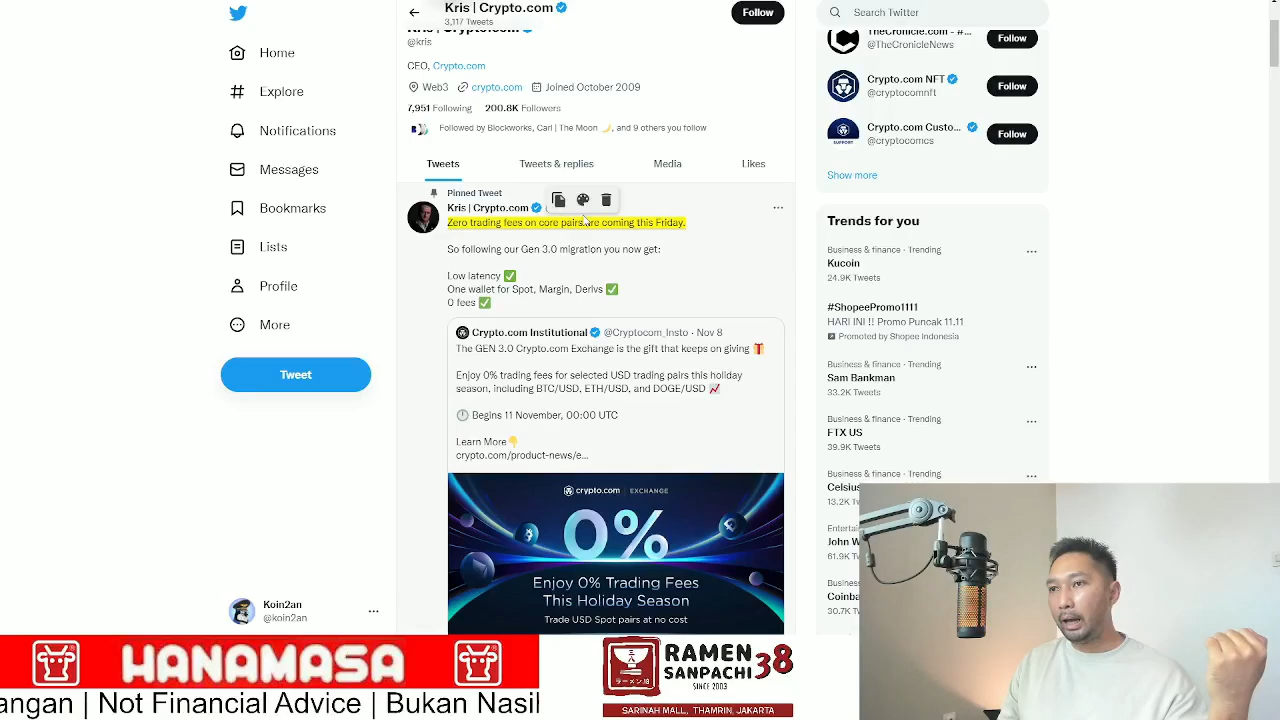 Kris | Crypto.com
3,117 Tweets
Follow
Search Twitter
Kris | Crypto.com
@kris
CEO, Crypto.com
Web3 crypto.com Joined October 2009
7,951 Following 200.8K Followers
Followed by Blockworks, Carl | The Moon 🌙, and 9 others you follow
Tweets Tweets & replies Media Likes
Home
Explore
Notifications
Messages
Bookmarks
Lists
Profile
More
Tweet
Koin2an
@koin2an
Pinned Tweet
Kris | Crypto.com
Zero trading fees on core pairs are coming this Friday.
So following our Gen 3.0 migration you now get:
Low latency ✅
One wallet for Spot, Margin, Derivs ✅
0 fees ✅
Crypto.com Institutional @Cryptocom_Insto · Nov 8
The GEN 3.0 Crypto.com Exchange is the gift that keeps on giving 🎁
Enjoy 0% trading fees for selected USD trading pairs this holiday
season, including BTC/USD, ETH/USD, and DOGE/USD 📈
🕛 Begins 11 November, 00:00 UTC
Learn More👇
crypto.com/product-news/e...
crypto.com | EXCHANGE
0%
Enjoy 0% Trading Fees
This Holiday Season
Trade USD Spot pairs at no cost
TheCronicle.com - #...
@TheCronicleNews
Follow
Crypto.com NFT
@cryptocomnft
Follow
Crypto.com Custo...
@cryptocomcs
Follow
SUPPORT
Show more
Trends for you
Business & finance · Trending
Kucoin
24.9K Tweets
#ShopeePromo1111
HARI INI !! Promo Puncak 11.11
Promoted by Shopee Indonesia
Business & finance · Trending
Sam Bankman
33.2K Tweets
Business & finance · Trending
FTX US
39.9K Tweets
Business & finance · Trending
Celsius
13.2K
John W
61.9K
30.7K
HANAMASA
RAMEN 38
SANPACHI
SINCE 2003
SARINAH MALL, THAMRIN, JAKARTA
angan | Not Financial Advice | Bukan Nasil